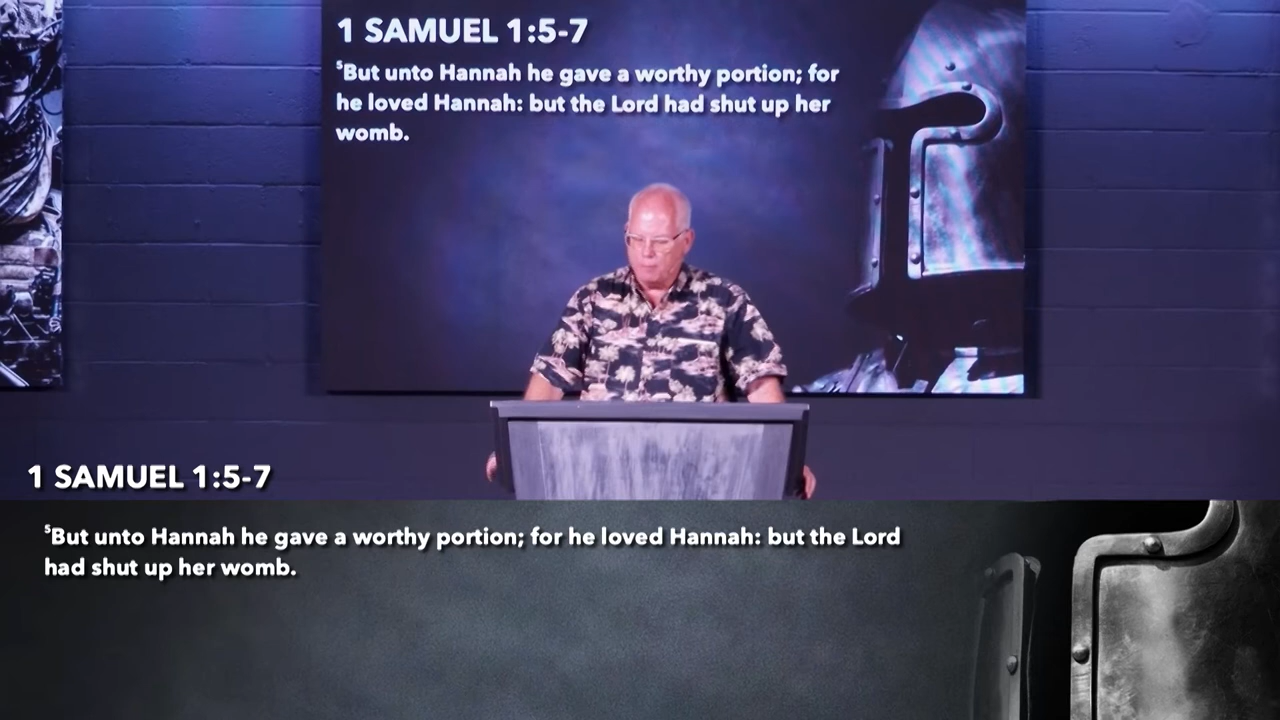 1 SAMUEL 1:5-7
⁵But unto Hannah he gave a worthy portion; for
he loved Hannah: but the Lord had shut up her
womb.
1 SAMUEL 1:5-7
⁵But unto Hannah he gave a worthy portion; for he loved Hannah: but the Lord
had shut up her womb.